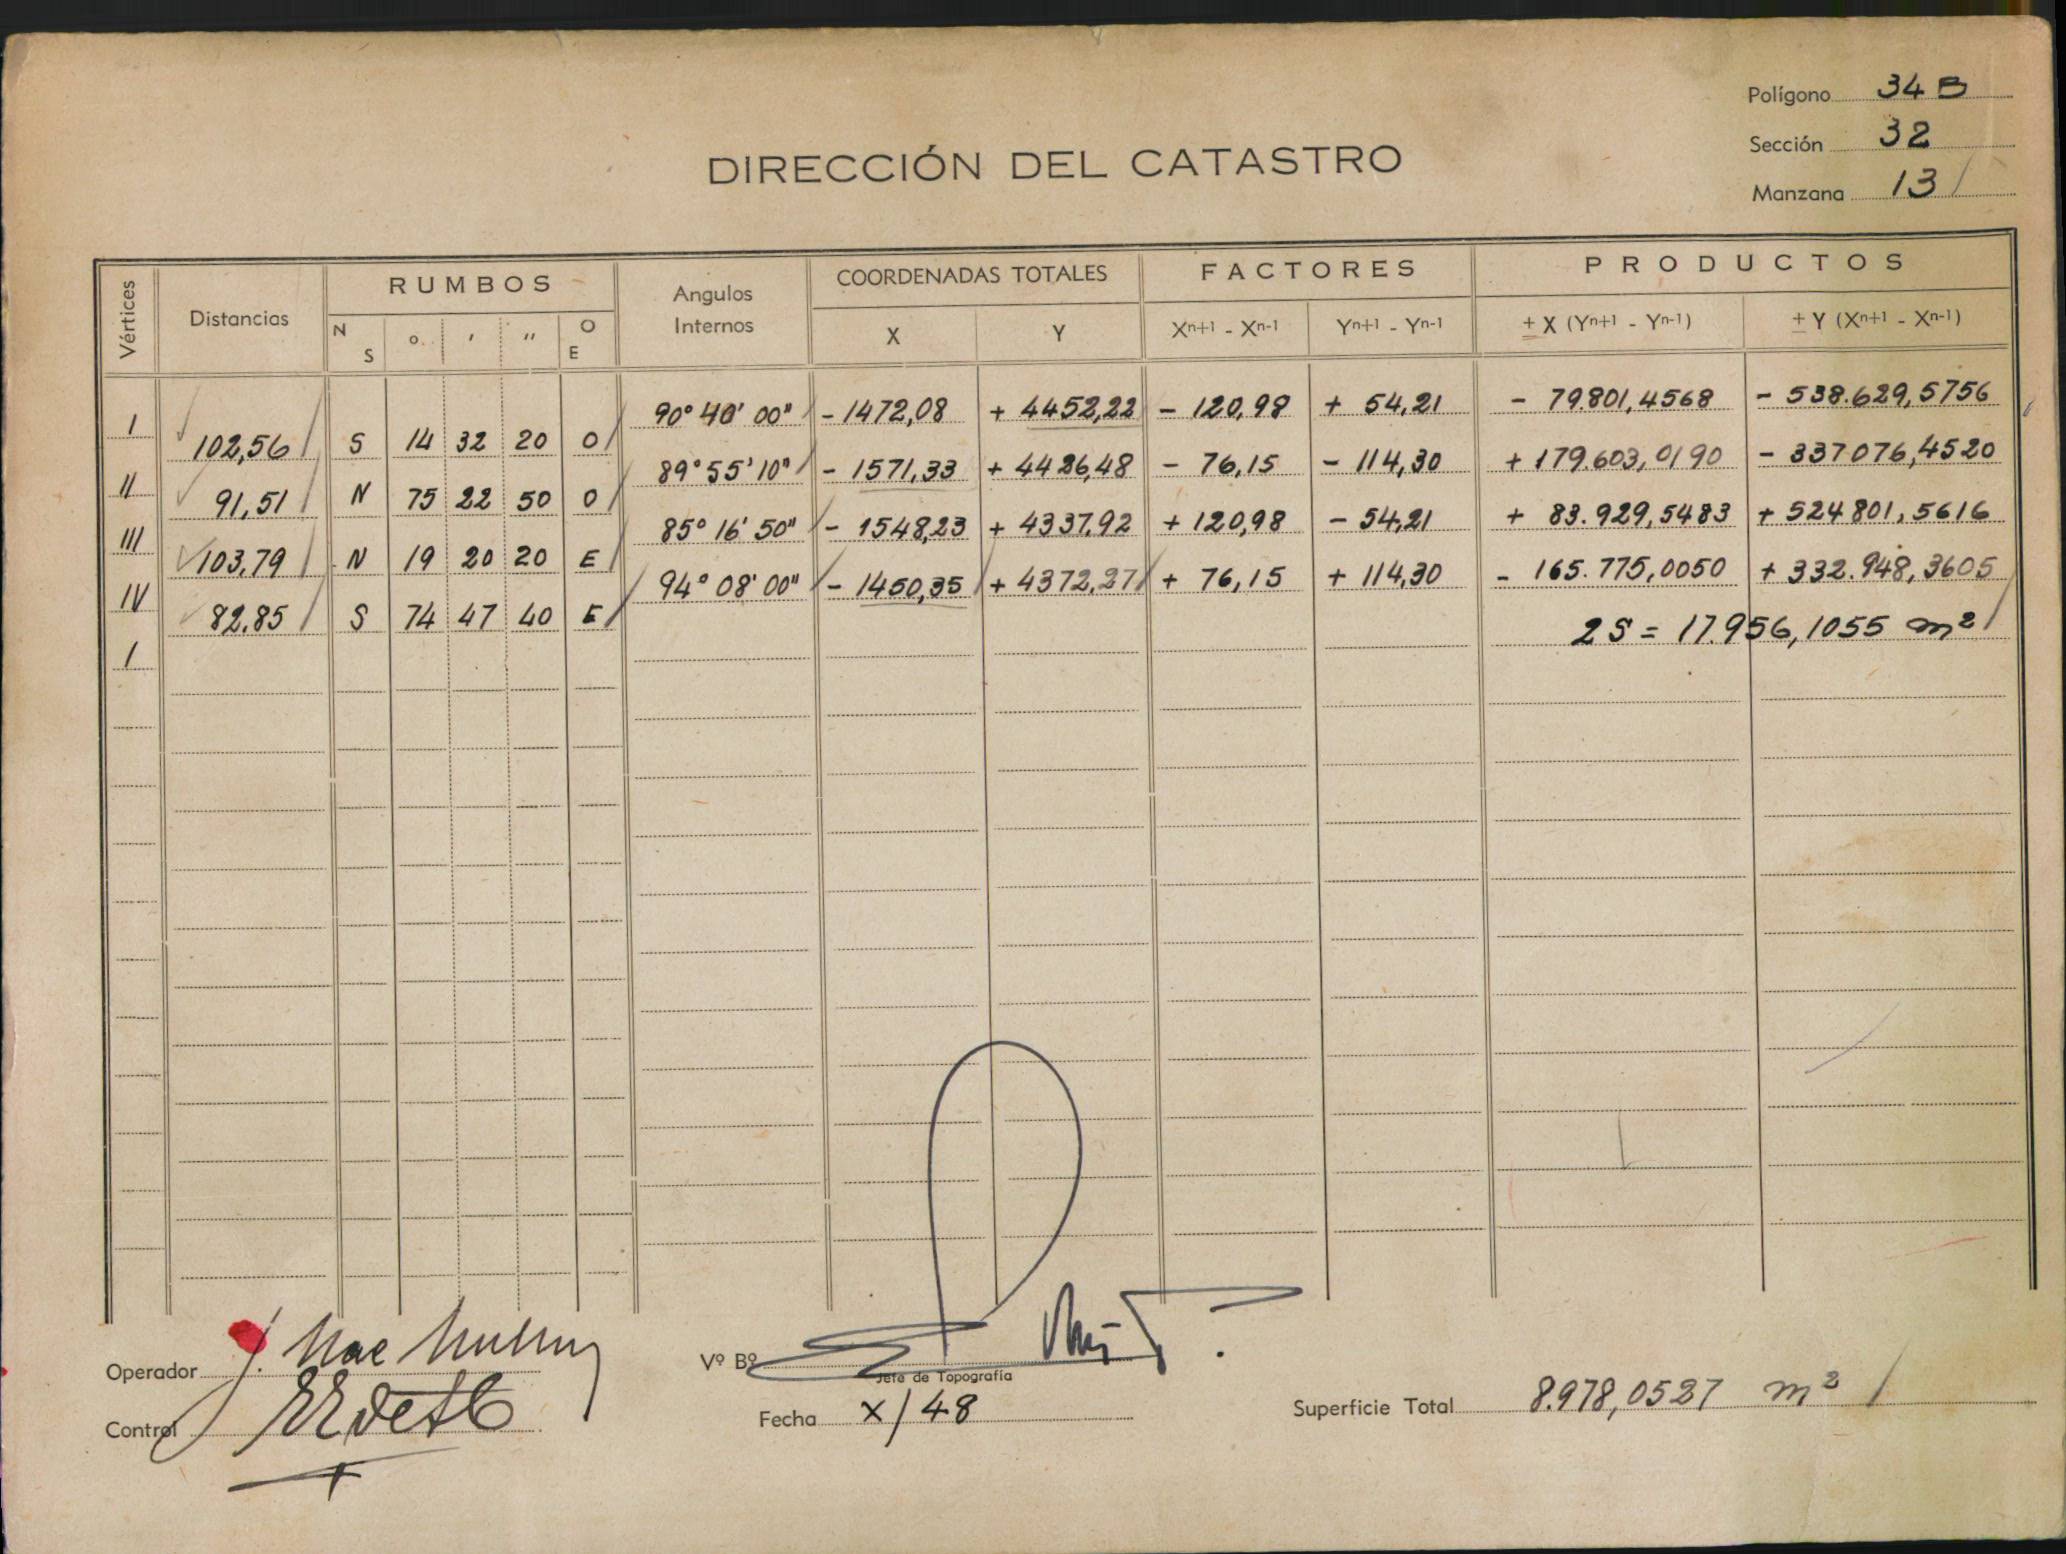 Polígono 34 B
Sección 32
Manzana 13
DIRECCIÓN DEL CATASTRO
Vértices Distancias RUMBOS Angulos Internos COORDENADAS TOTALES FACTORES PRODUCTOS
N S o ′ ″ O E X Y Xn+1 - Xn-1 Yn+1 - Yn-1 ± X (Yn+1 - Yn-1) ± Y (Xn+1 - Xn-1)
I 90° 40' 00" - 1472,08 + 4452,22 - 120,98 + 54,21 - 79.801,4568 - 538.629,5756
102,56 S 14 32 20 O
II 89° 55' 10" - 1571,33 + 4426,48 - 76,15 - 114,30 + 179.603,0190 - 337076,4520
91,51 N 75 22 50 O
III 85° 16' 50" - 1548,23 + 4337,92 + 120,98 - 54,21 + 83.929,5483 + 524801,5616
103,79 N 19 20 20 E
IV 94° 08' 00" - 1450,35 + 4372,27 + 76,15 + 114,30 - 165.775,0050 + 332.948,3605
82,85 S 74 47 40 E
I 2 S = 17.956,1055 m²
Operador J. Mac
Vº Bº
Jefe de Topografía
Control
Fecha X/48
Superficie Total 8.978,0527 m²